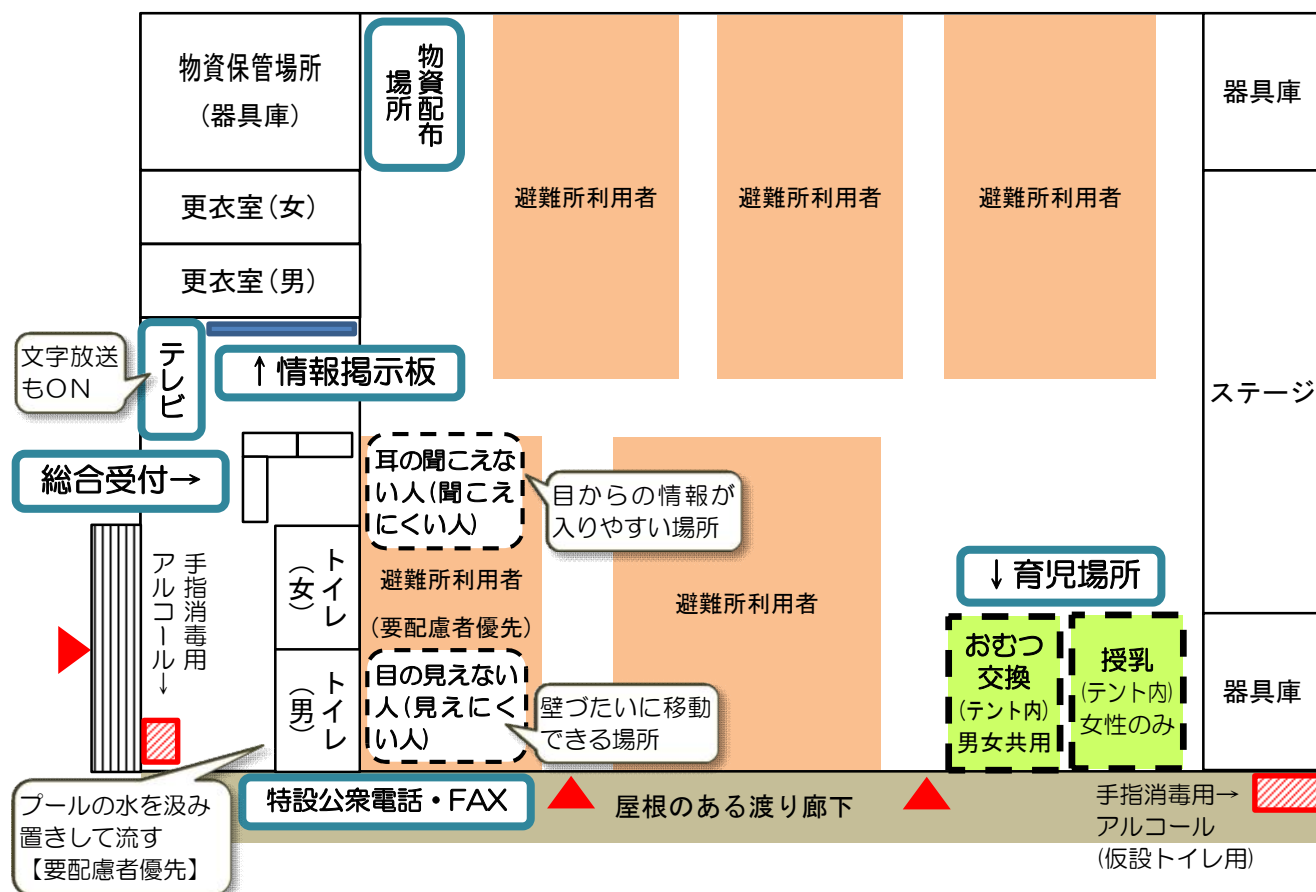 物資保管場所
(器具庫)
物資配布
場所
避難所利用者
避難所利用者
避難所利用者
器具庫
更衣室(女)
更衣室(男)
文字放送
もON
テレビ
↑情報掲示板
ステージ
総合受付→
耳の聞こえな
い人(聞こえ
にくい人)
目からの情報が
入りやすい場所
手指消毒用
アルコール→
トイレ
(女)
避難所利用者
(要配慮者優先)
避難所利用者
↓育児場所
トイレ
(男)
目の見えない
人(見えにく
い人)
壁づたいに移動
できる場所
おむつ
交換
(テント内)
男女共用
授乳
(テント内)
女性のみ
器具庫
プールの水を汲み
置きして流す
【要配慮者優先】
特設公衆電話・FAX
屋根のある渡り廊下
手指消毒用→
アルコール
(仮設トイレ用)